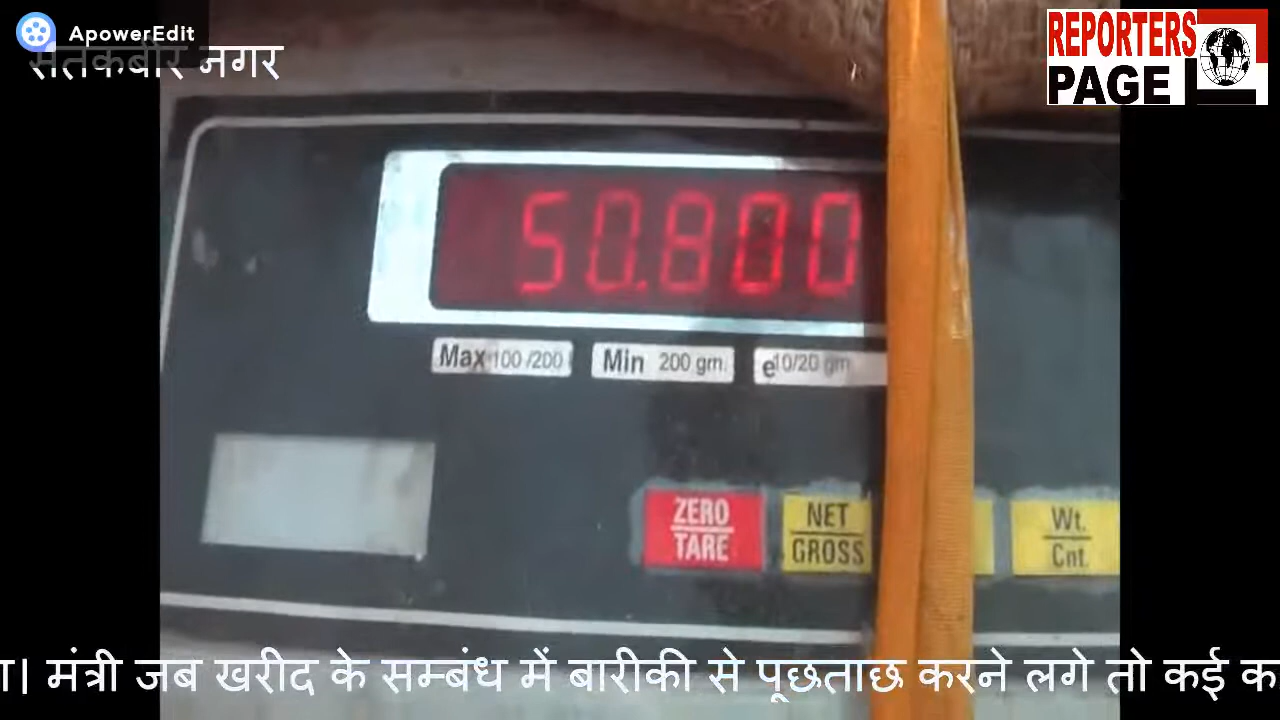 ApowerEdit
संतकबीर नगर
REPORTERS
PAGE
50.800
Max 100/200
Min 200 gm.
e 10/20 gm
ZERO
TARE
NET
GROSS
Wt.
Cnt.
ा। मंत्री जब खरीद के सम्बंध में बारीकी से पूछताछ करने लगे तो कई क